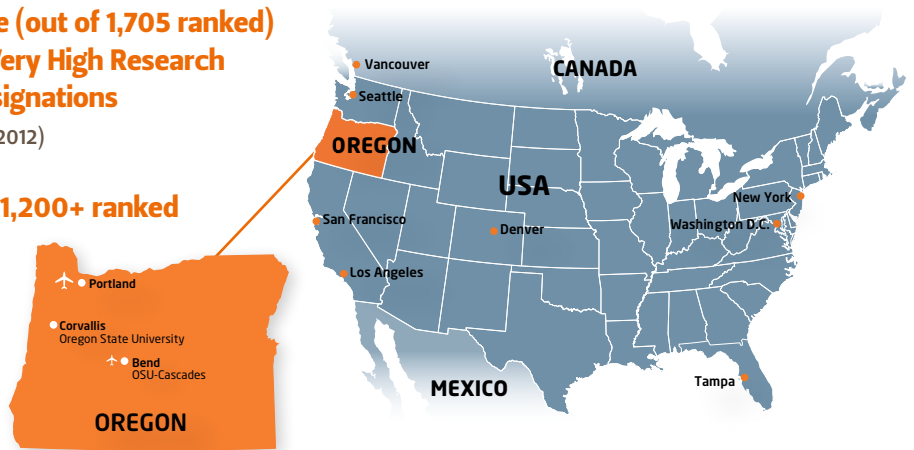 e (out of 1,705 ranked)
Very High Research
signations
2012)
1,200+ ranked
Vancouver
CANADA
Seattle
OREGON
USA
New York
San Francisco
Washington D.C.
Denver
Los Angeles
Portland
Corvallis
Oregon State University
Bend
OSU-Cascades
MEXICO
Tampa
OREGON